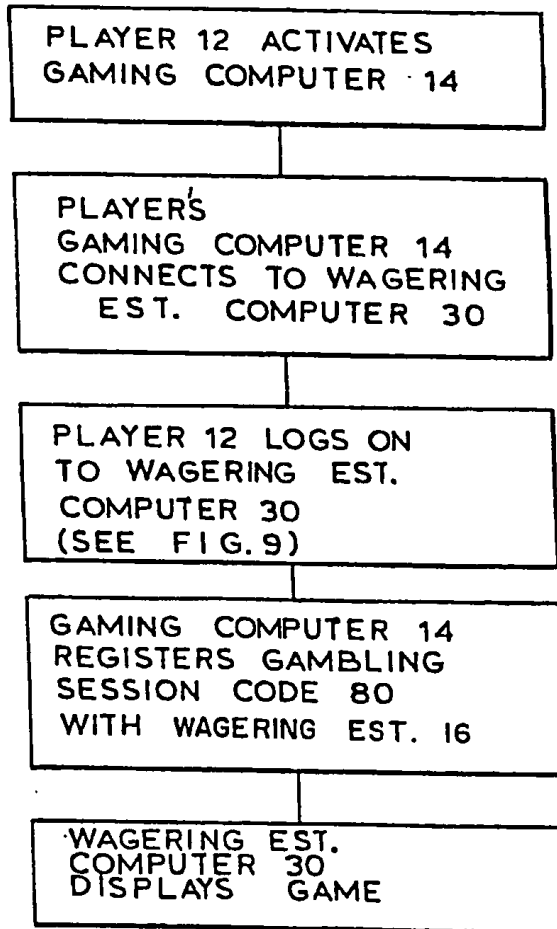 PLAYER 12 ACTIVATES
GAMING COMPUTER 14
PLAYER'S
GAMING COMPUTER 14
CONNECTS TO WAGERING
EST. COMPUTER 30
PLAYER 12 LOGS ON
TO WAGERING EST.
COMPUTER 30
(SEE FIG.9)
GAMING COMPUTER 14
REGISTERS GAMBLING
SESSION CODE 80
WITH WAGERING EST. 16
WAGERING EST.
COMPUTER 30
DISPLAYS GAME